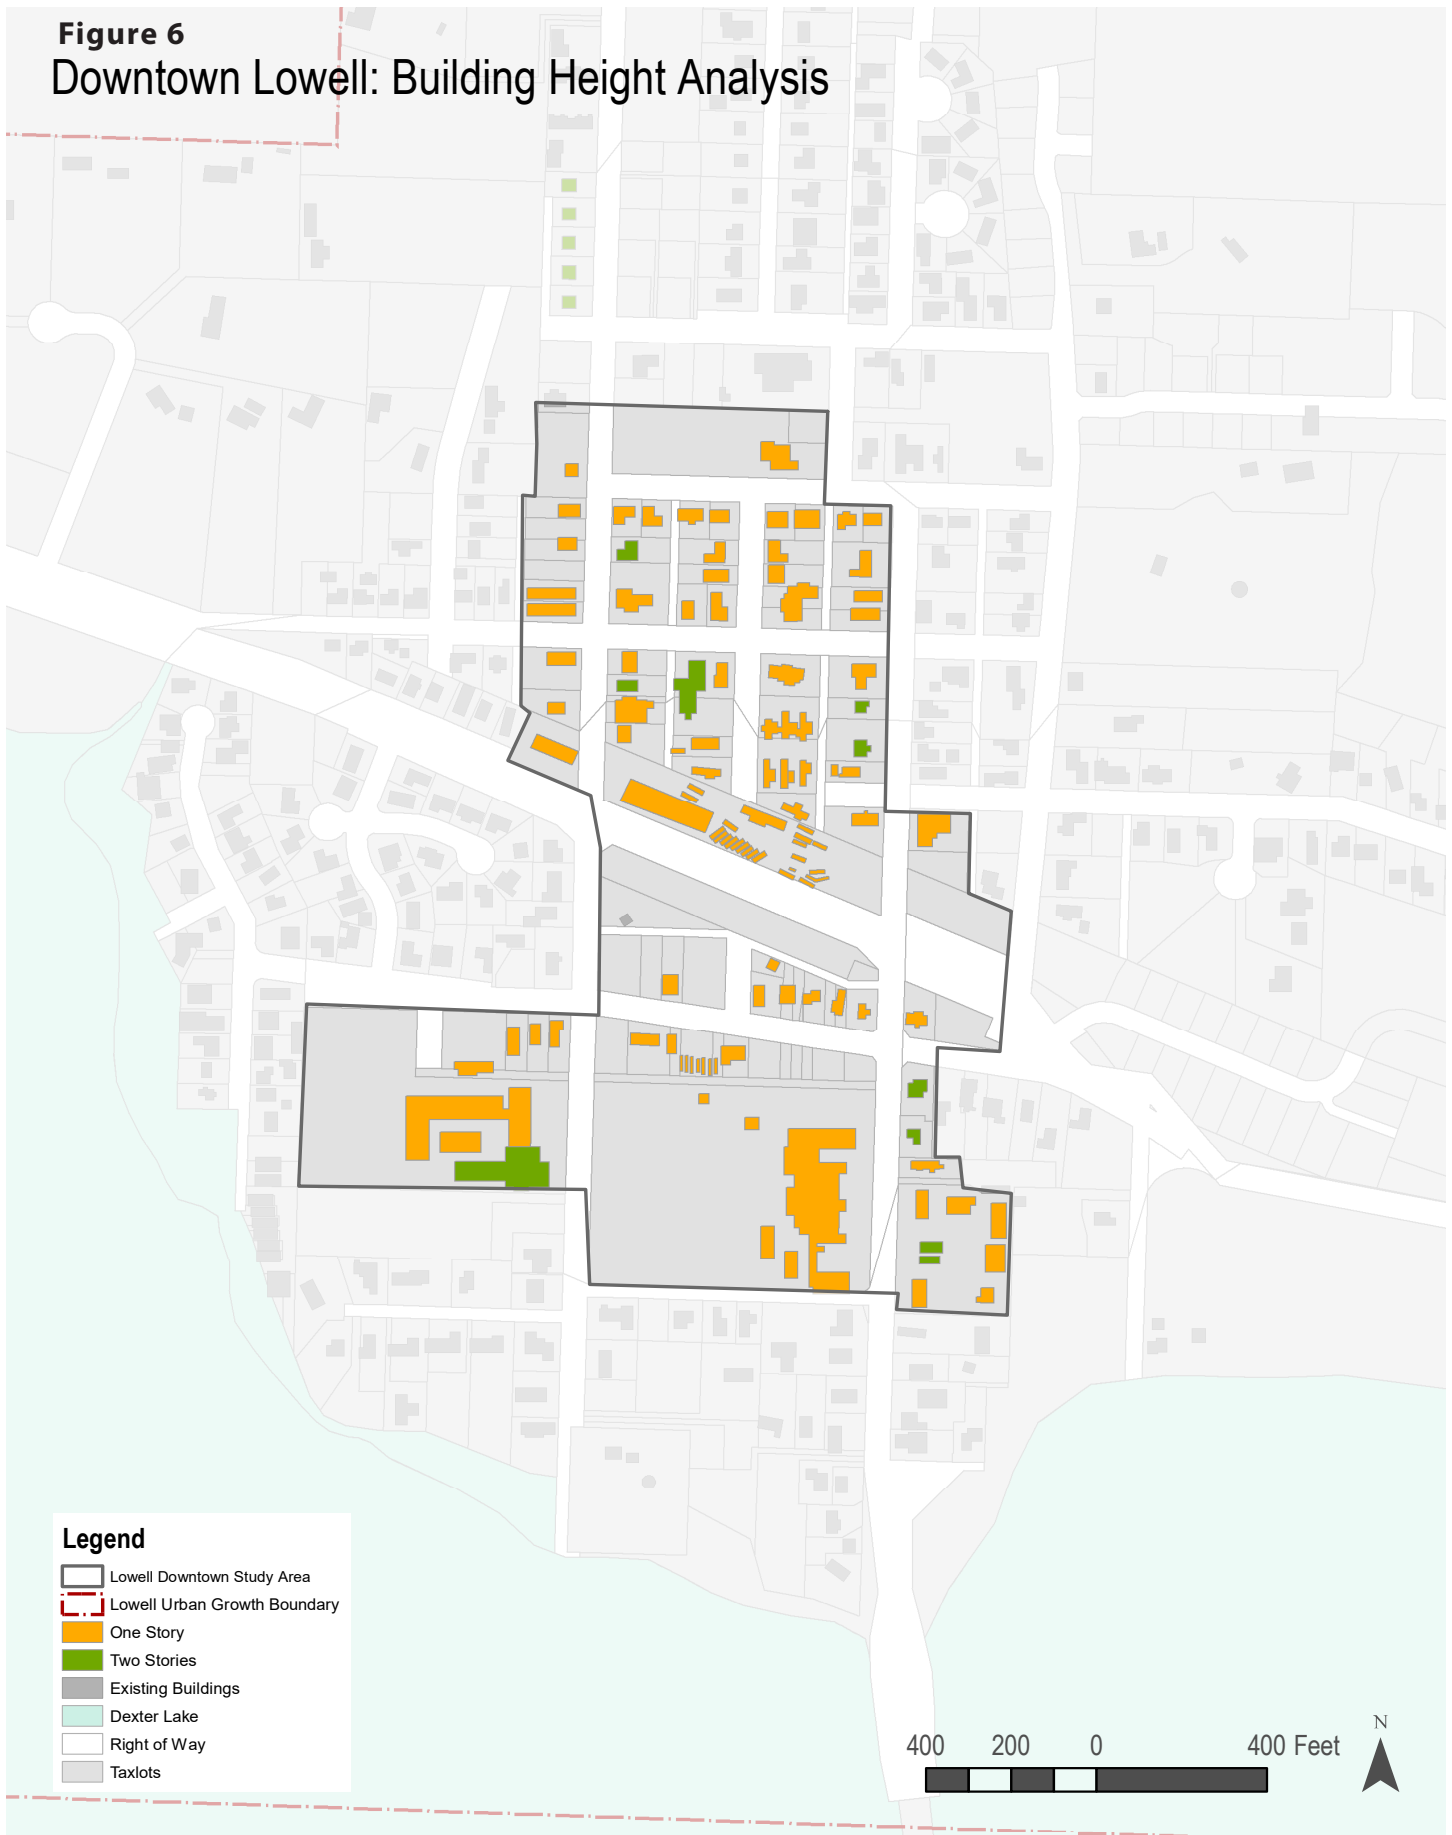 Figure 6
Downtown Lowell: Building Height Analysis
Legend
Lowell Downtown Study Area
Lowell Urban Growth Boundary
One Story
Two Stories
Existing Buildings
Dexter Lake
Right of Way
Taxlots
N
400 200 0 400 Feet